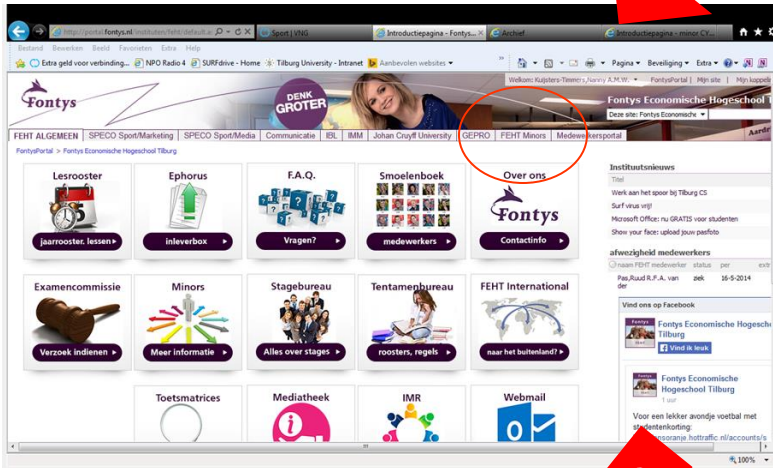 http://portal.fontys.nl/instituten/feht/default.a
Sport | VNG
Introductiepagina - Fontys...
Archief
Introductiepagina - minor CY...
Bestand Bewerken Beeld Favorieten Extra Help
Extra geld voor verbinding... NPO Radio 4 SURFdrive - Home Tilburg University - Intranet Aanbevolen websites
Pagina Beveiliging Extra
Welkom: Kuijsters-Timmers,Nanny A.M.W. FontysPortal | Mijn site | Mijn koppeli
Fontys
DENK GROTER
Fontys Economische Hogeschool T
Deze site: Fontys Economische
FEHT ALGEMEEN SPECO Sport/Marketing SPECO Sport/Media Communicatie IBL IMM Johan Cruyff University GEPRO FEHT Minors Medewerkersportal
Aardr
FontysPortal > Fontys Economische Hogeschool Tilburg
Lesrooster
jaarrooster. lessen
Ephorus
inleverbox
F.A.Q.
Vragen?
Smoelenboek
medewerkers
Over ons
Fontys
Contactinfo
Examencommissie
Verzoek indienen
Minors
Meer informatie
Stagebureau
Alles over stages
Tentamenbureau
roosters, regels
FEHT International
naar het buitenland?
Toetsmatrices
Mediatheek
IMR
Webmail
Instituutsnieuws
Titel
Werk aan het spoor bij Tilburg CS
Surf virus vrij!
Microsoft Office: nu GRATIS voor studenten
Show your face: upload jouw pasfoto
afwezigheid medewerkers
naam FEHT medewerker status per extr
Pas,Ruud R.F.A. van der ziek 16-5-2014
Vind ons op Facebook
Fontys Economische Hogesch
Tilburg
Vind ik leuk
Fontys Economische
Hogeschool Tilburg
1 uur
Voor een lekker avondje voetbal met
studentenkorting:
nsoranje.hottraffic.nl/accounts/s
100%